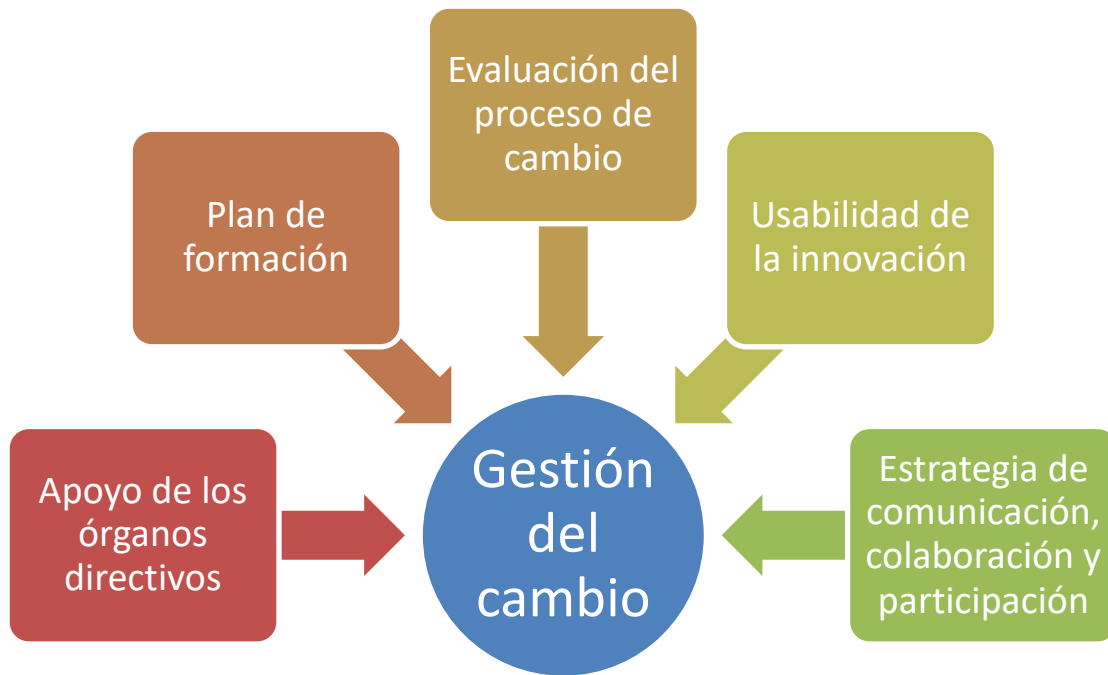 Evaluación del
proceso de
cambio
Plan de
formación
Usabilidad de
la innovación
Apoyo de los
órganos
directivos
Gestión
del
cambio
Estrategia de
comunicación,
colaboración y
participación